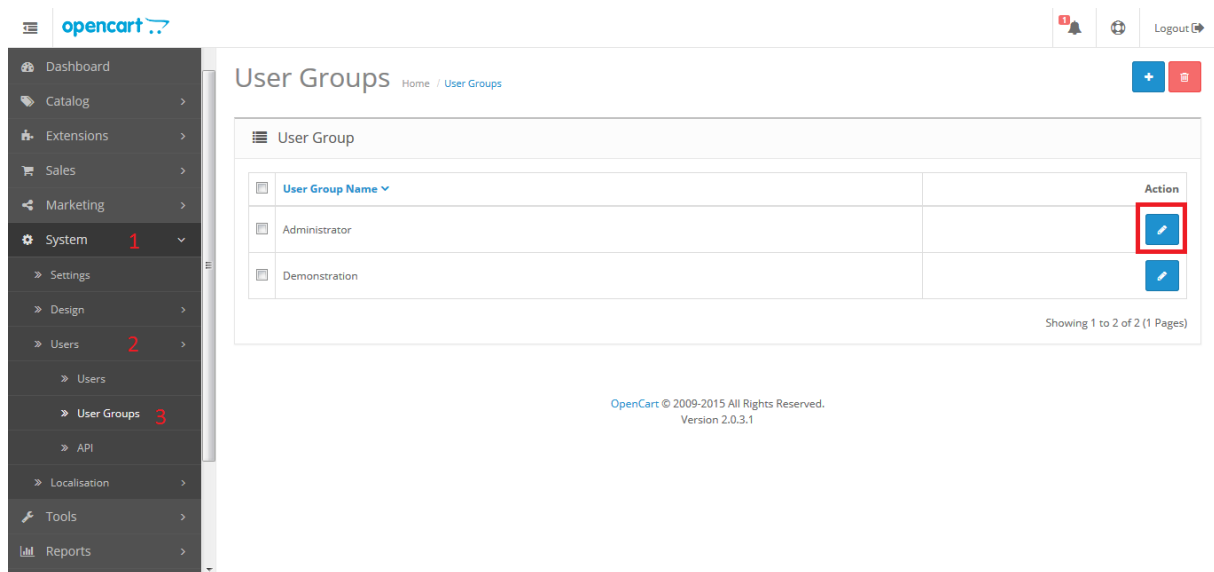 opencart
1
Logout
Dashboard
Catalog
Extensions
Sales
Marketing
System 1
Settings
Design
Users 2
Users
User Groups 3
API
Localisation
Tools
Reports
User Groups Home / User Groups
User Group
User Group Name Action
Administrator
Demonstration
Showing 1 to 2 of 2 (1 Pages)
OpenCart © 2009-2015 All Rights Reserved.
Version 2.0.3.1